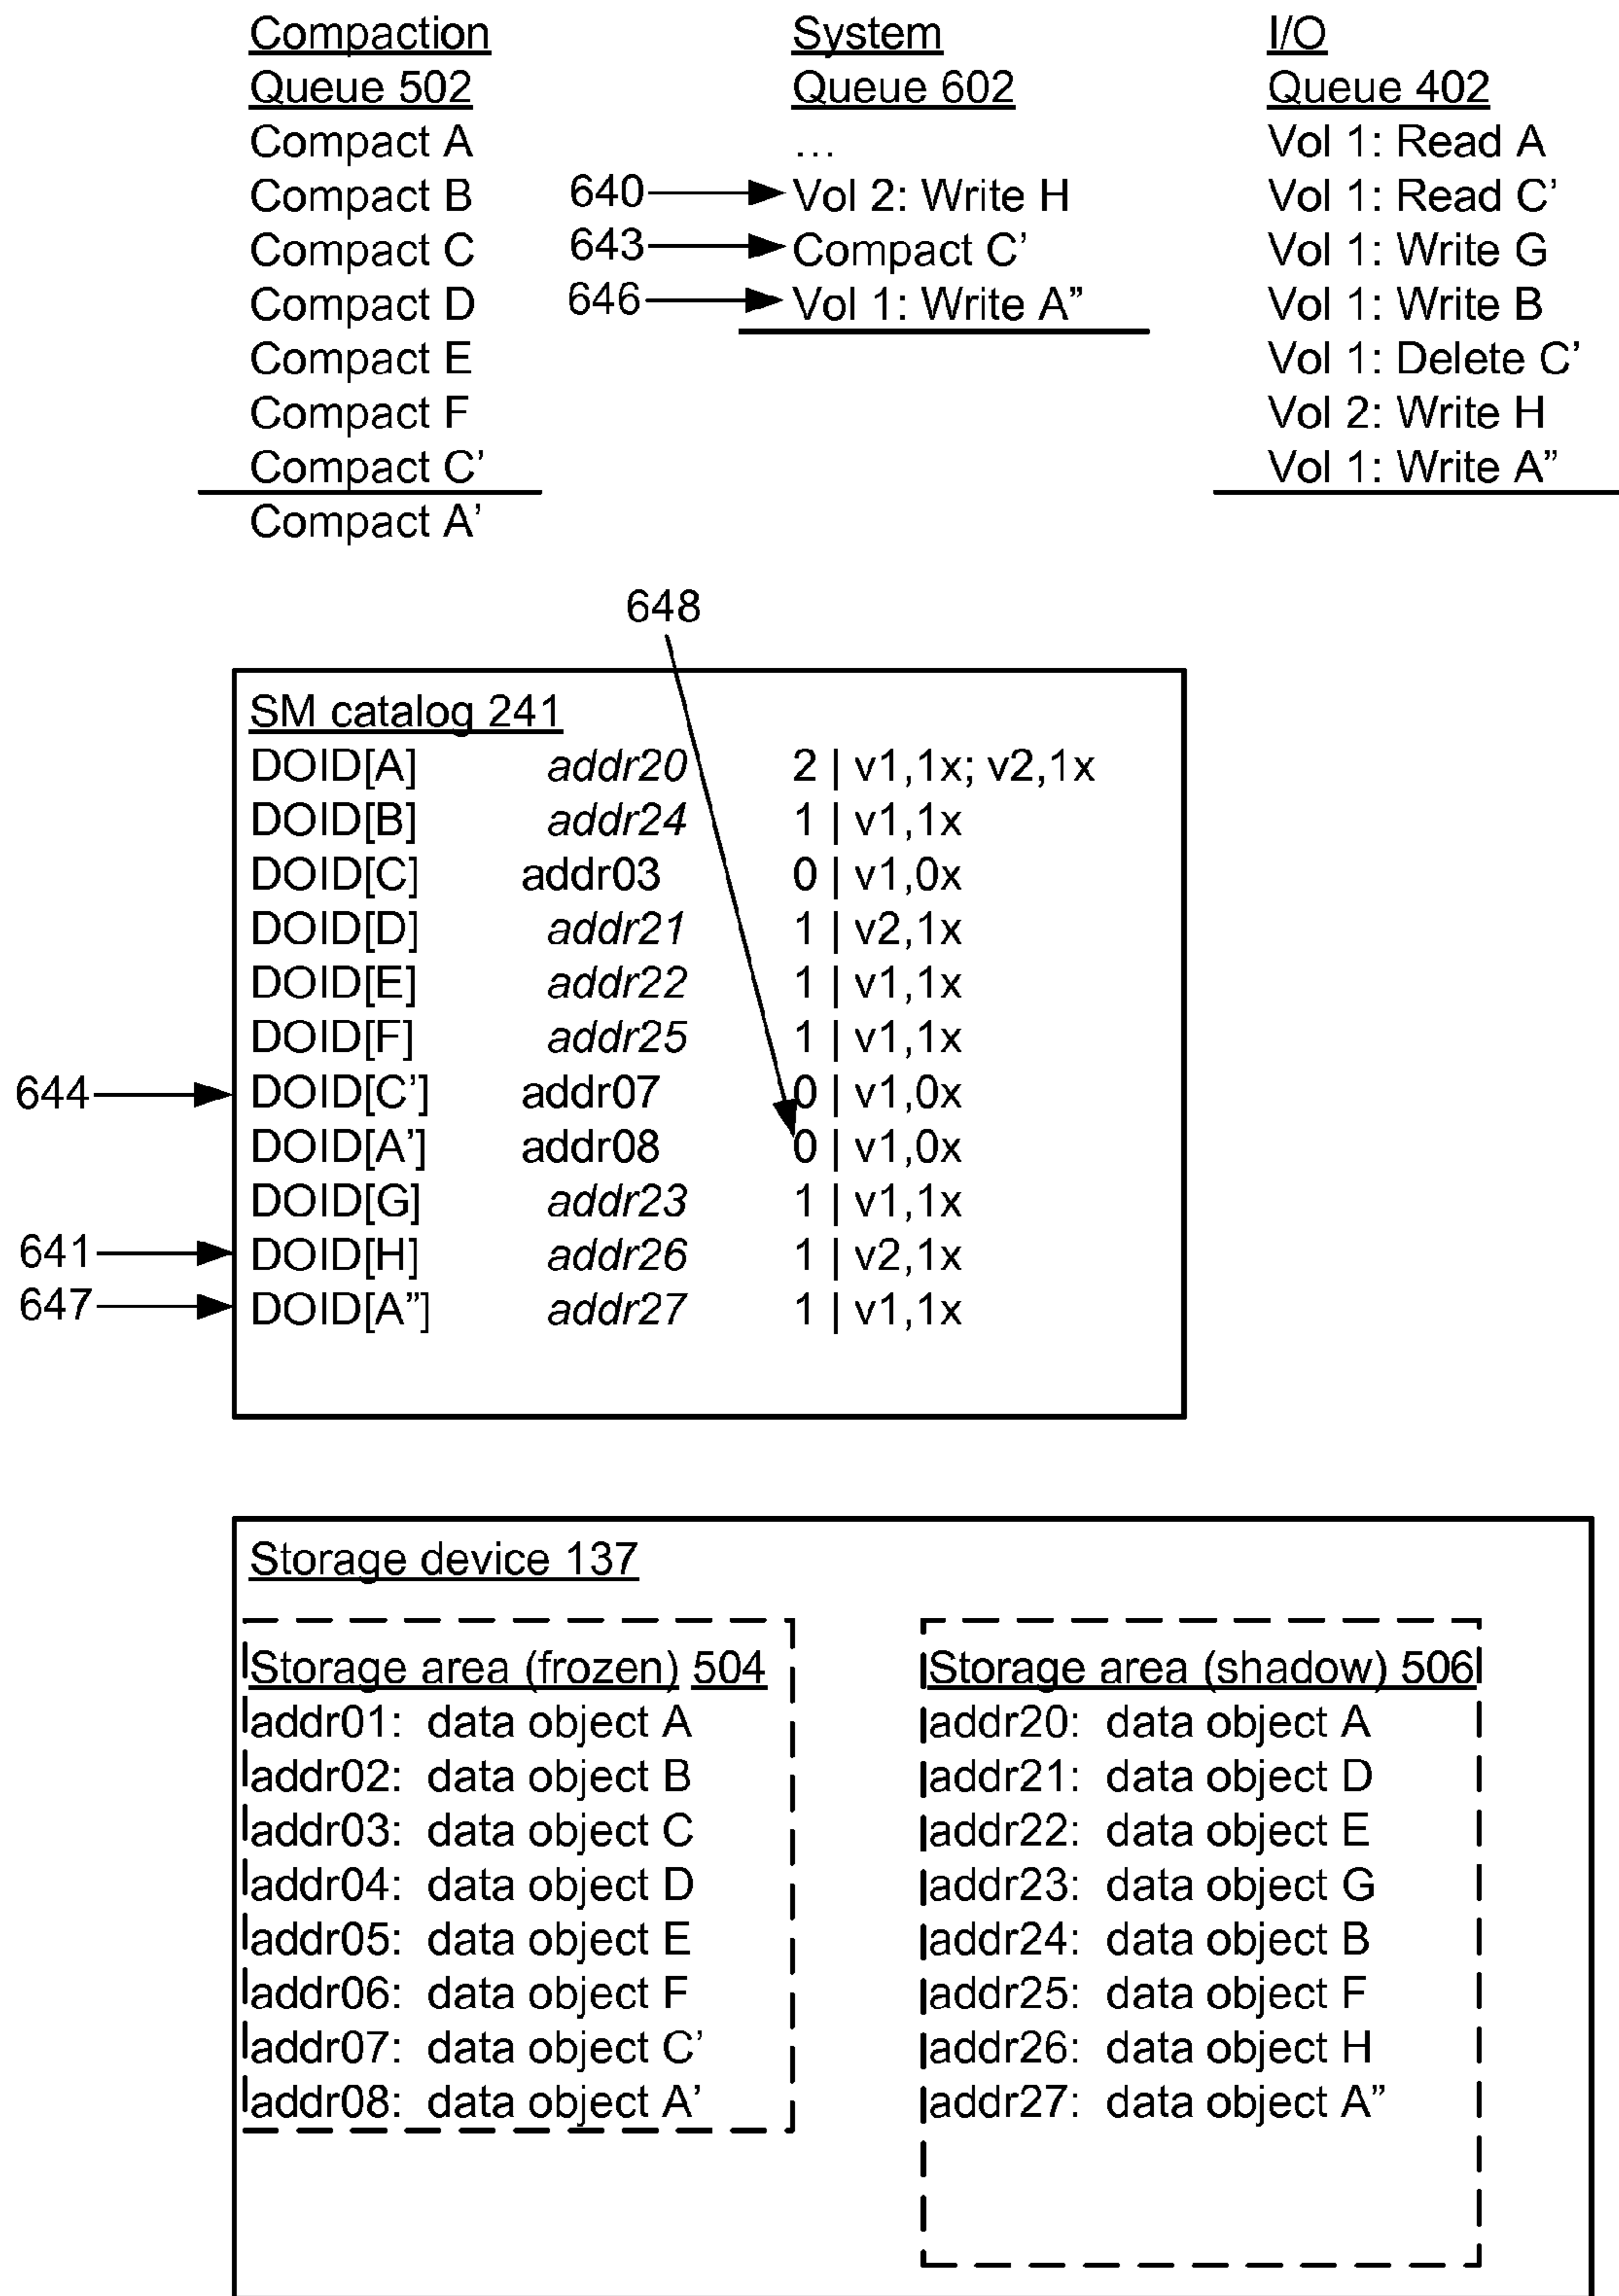 Compaction System I/O
Queue 502 Queue 602 Queue 402
Compact A ... Vol 1: Read A
Compact B 640 Vol 2: Write H Vol 1: Read C'
Compact C 643 Compact C' Vol 1: Write G
Compact D 646 Vol 1: Write A” Vol 1: Write B
Compact E Vol 1: Delete C'
Compact F Vol 2: Write H
Compact C' Vol 1: Write A”
Compact A'
648
SM catalog 241
DOID[A] addr20 2 | v1,1x; v2,1x
DOID[B] addr24 1 | v1,1x
DOID[C] addr03 0 | v1,0x
DOID[D] addr21 1 | v2,1x
DOID[E] addr22 1 | v1,1x
DOID[F] addr25 1 | v1,1x
644 DOID[C'] addr07 0 | v1,0x
DOID[A'] addr08 0 | v1,0x
DOID[G] addr23 1 | v1,1x
641 DOID[H] addr26 1 | v2,1x
647 DOID[A”] addr27 1 | v1,1x
Storage device 137
Storage area (frozen) 504 Storage area (shadow) 506
addr01: data object A addr20: data object A
addr02: data object B addr21: data object D
addr03: data object C addr22: data object E
addr04: data object D addr23: data object G
addr05: data object E addr24: data object B
addr06: data object F addr25: data object F
addr07: data object C' addr26: data object H
addr08: data object A' addr27: data object A”